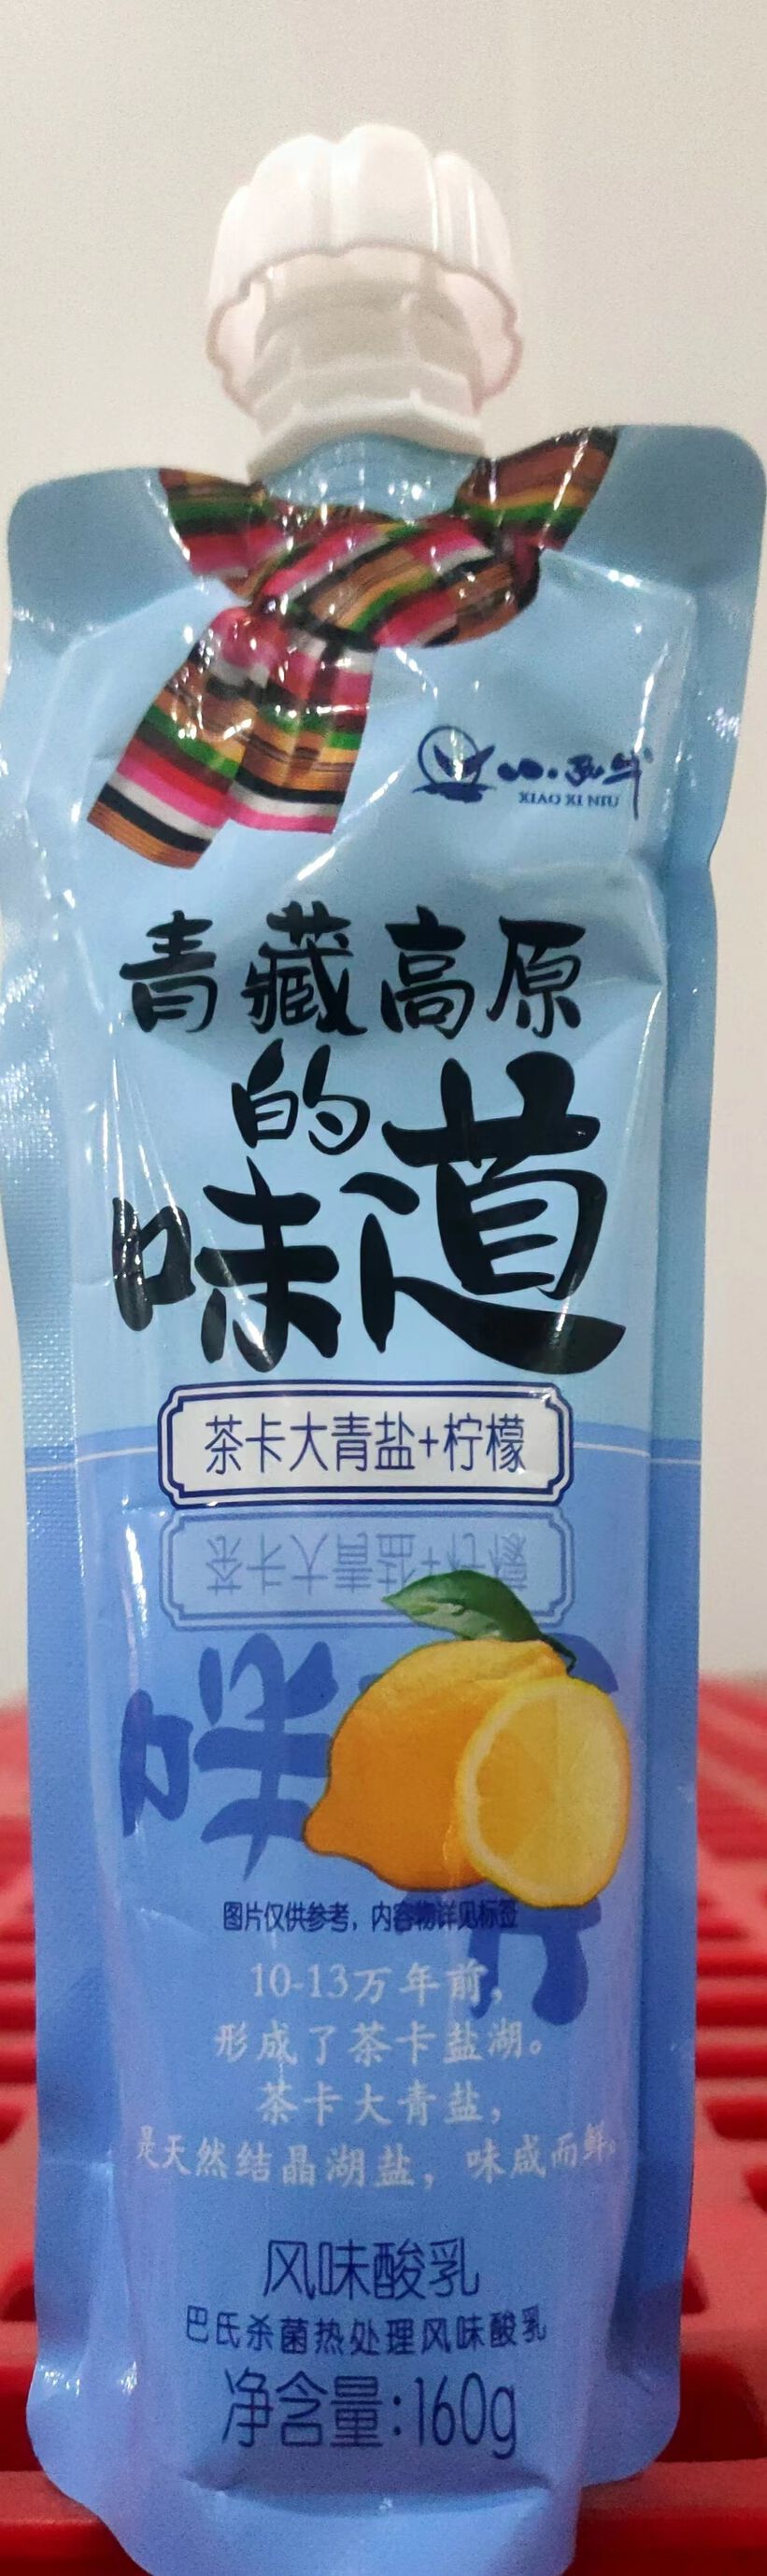 小·西牛
XIAO XI NIU
青藏高原
的
味道
茶卡大青盐+柠檬
图片仅供参考，内容物详见标签
10-13万年前，
形成了茶卡盐湖。
茶卡大青盐，
是天然结晶湖盐，味咸而鲜。
风味酸乳
巴氏杀菌热处理风味酸乳
净含量:160g